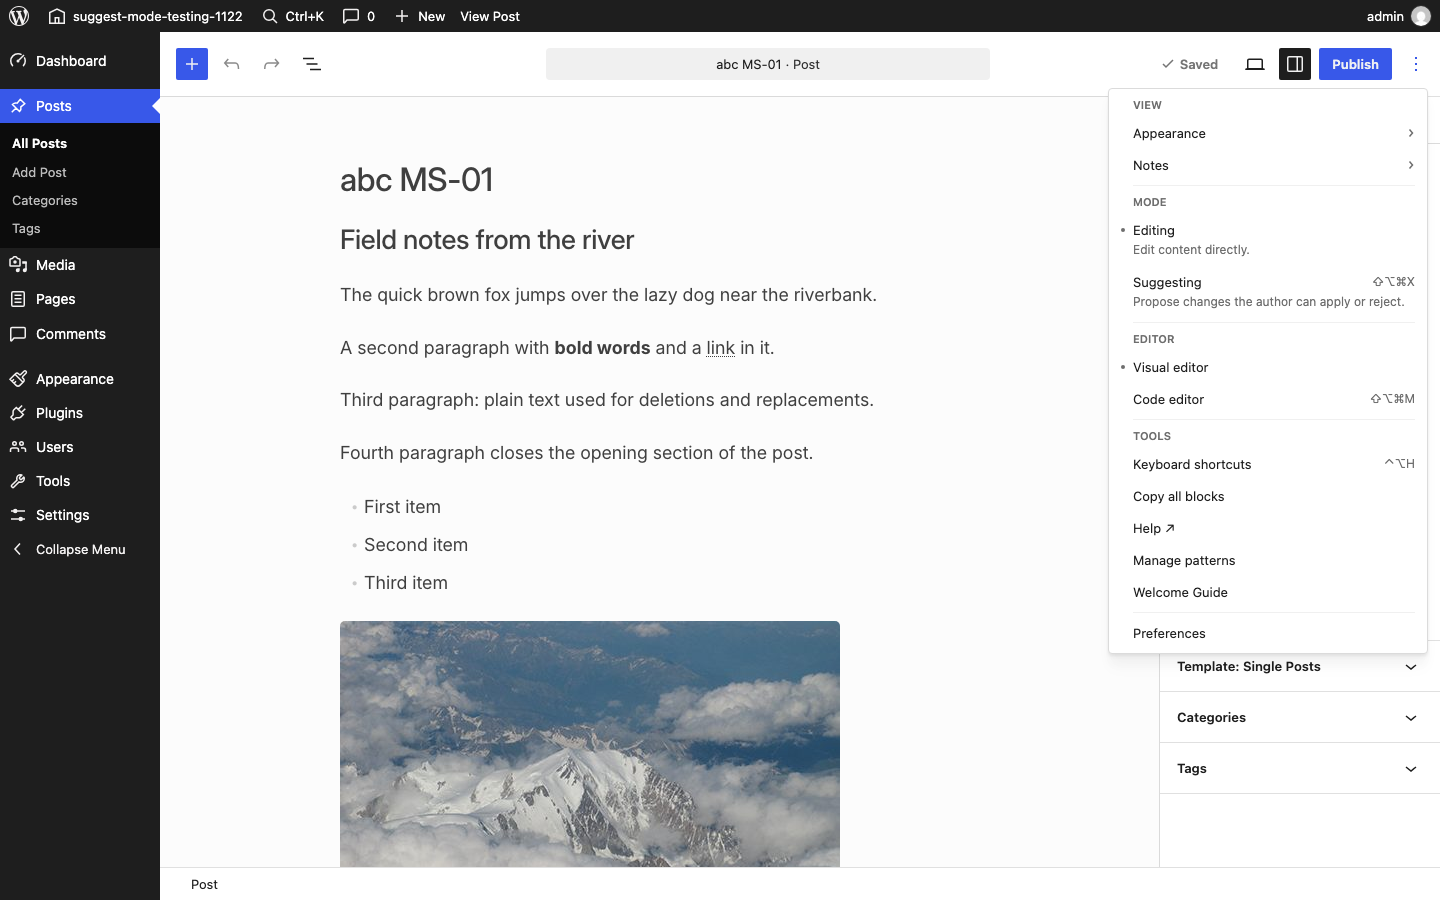 suggest-mode-testing-1122
Ctrl+K
0
New
View Post
admin
Dashboard
Posts
All Posts
Add Post
Categories
Tags
Media
Pages
Comments
Appearance
Plugins
Users
Tools
Settings
Collapse Menu
abc MS-01 · Post
Saved
Publish
abc MS-01
Field notes from the river
The quick brown fox jumps over the lazy dog near the riverbank.
A second paragraph with bold words and a link in it.
Third paragraph: plain text used for deletions and replacements.
Fourth paragraph closes the opening section of the post.
• First item
• Second item
• Third item
VIEW
Appearance
Notes
MODE
Editing
Edit content directly.
Suggesting ⇧⌥⌘X
Propose changes the author can apply or reject.
EDITOR
Visual editor
Code editor ⇧⌥⌘M
TOOLS
Keyboard shortcuts ^⌥H
Copy all blocks
Help ↗
Manage patterns
Welcome Guide
Preferences
Template: Single Posts
Categories
Tags
Post